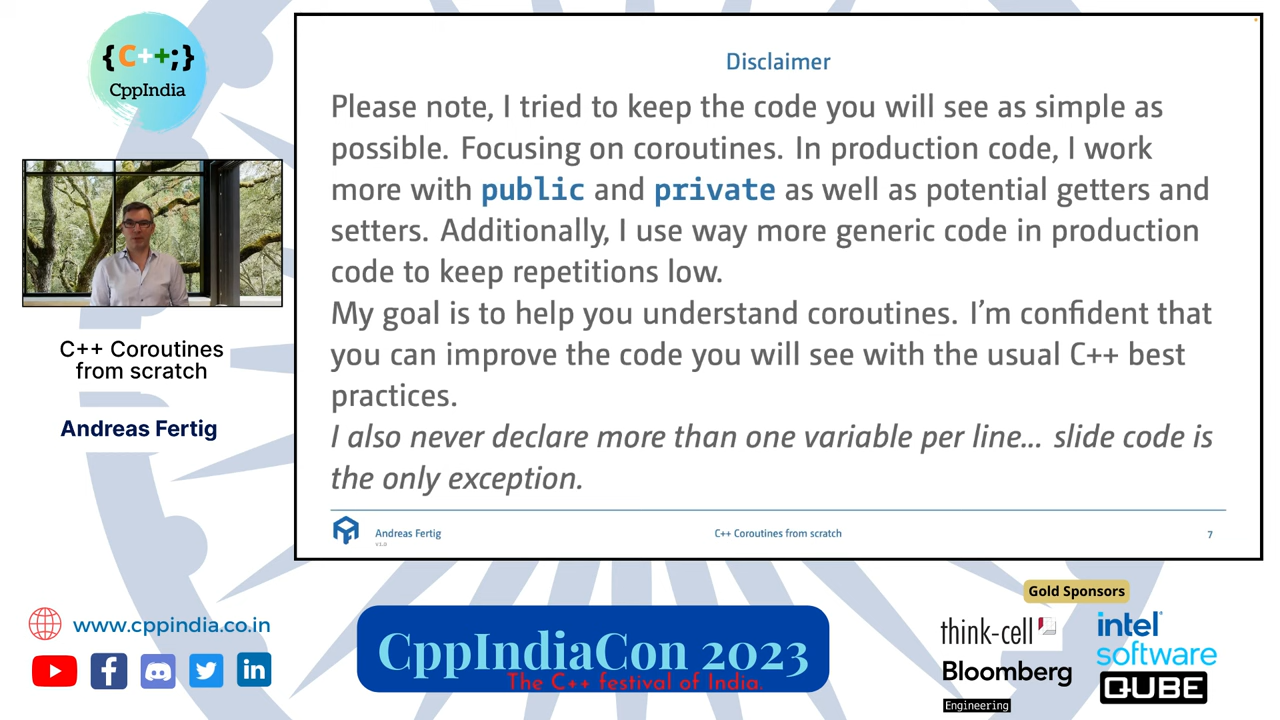 {C++;}
CppIndia
C++ Coroutines
from scratch
Andreas Fertig
Disclaimer
Please note, I tried to keep the code you will see as simple as
possible. Focusing on coroutines. In production code, I work
more with public and private as well as potential getters and
setters. Additionally, I use way more generic code in production
code to keep repetitions low.
My goal is to help you understand coroutines. I’m confident that
you can improve the code you will see with the usual C++ best
practices.
I also never declare more than one variable per line... slide code is
the only exception.
Andreas Fertig
v1.0
C++ Coroutines from scratch
7
www.cppindia.co.in
CppIndiaCon 2023
The C++ festival of India.
Gold Sponsors
think-cell
intel
software
Bloomberg
Engineering
QUBE